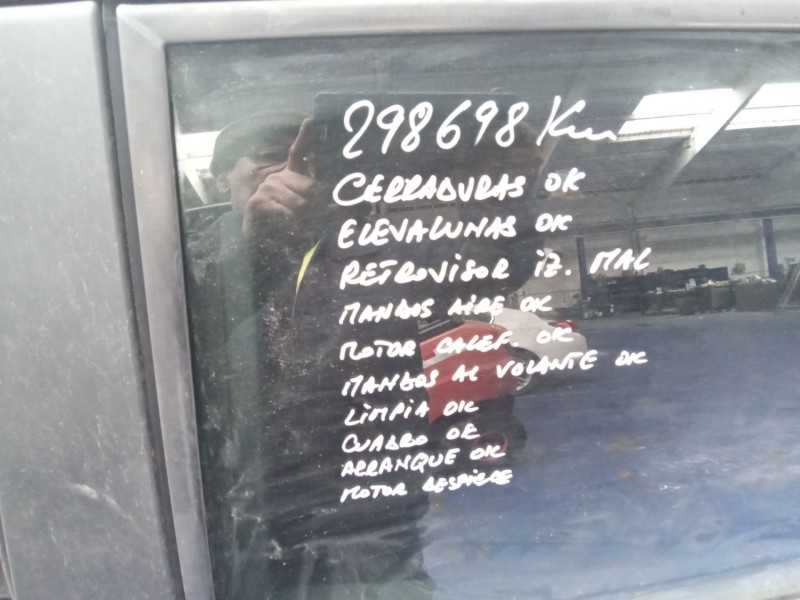 298698 Km
CERRADURAS OK
ELEVALUNAS OK
RETROVISOR IZ. MAL
MANDOS AIRE OK
MOTOR CALEF. OK
MANDOS AL VOLANTE OK
LIMPIA OK
CUADRO OK
ARRANQUE OK
MOTOR